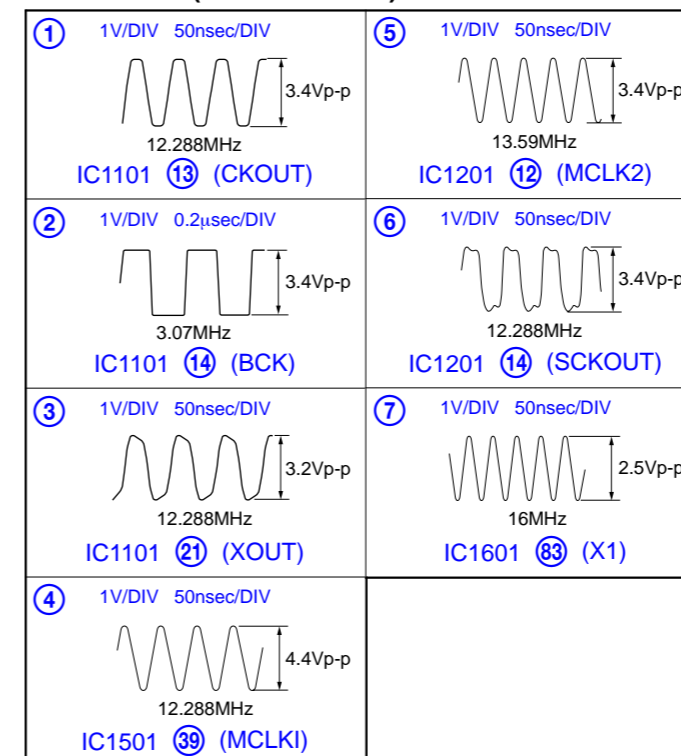 ① 1V/DIV 50nsec/DIV
3.4Vp-p
12.288MHz
IC1101 ⑬ (CKOUT)
② 1V/DIV 0.2μsec/DIV
3.4Vp-p
3.07MHz
IC1101 ⑭ (BCK)
③ 1V/DIV 50nsec/DIV
3.2Vp-p
12.288MHz
IC1101 ㉑ (XOUT)
④ 1V/DIV 50nsec/DIV
4.4Vp-p
12.288MHz
IC1501 ㊴ (MCLKI)
⑤ 1V/DIV 50nsec/DIV
3.4Vp-p
13.59MHz
IC1201 ⑫ (MCLK2)
⑥ 1V/DIV 50nsec/DIV
3.4Vp-p
12.288MHz
IC1201 ⑭ (SCKOUT)
⑦ 1V/DIV 50nsec/DIV
2.5Vp-p
16MHz
IC1601 83 (X1)